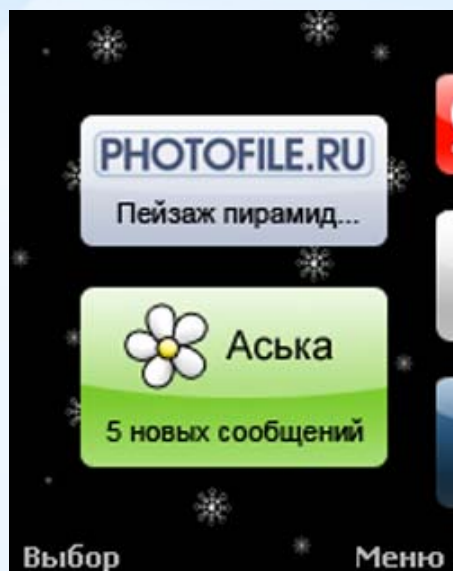 PHOTOFILE.RU
Пейзаж пирамид...
Аська
5 новых сообщений
Выбор
Меню